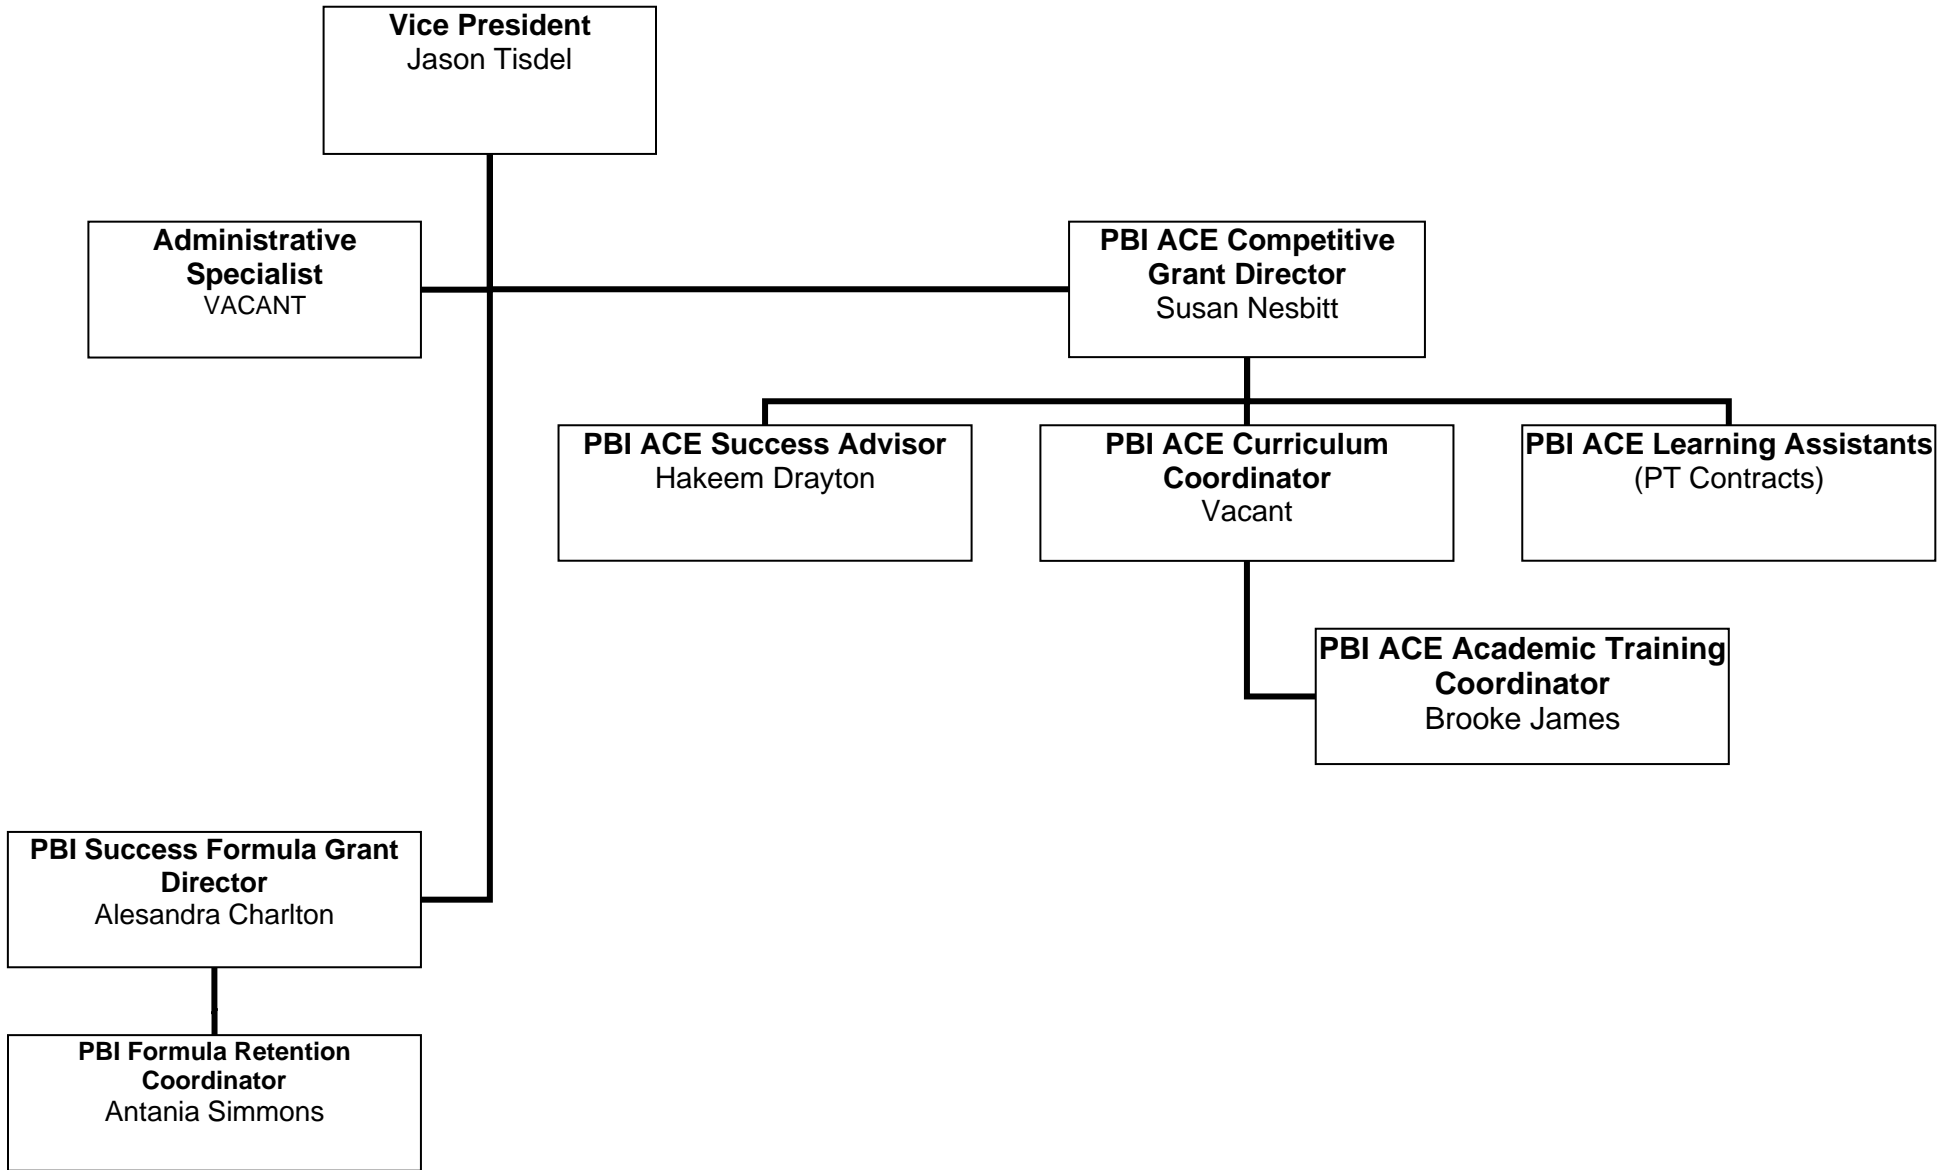 Vice President
Jason Tisdel
Administrative
Specialist
VACANT
PBI ACE Competitive
Grant Director
Susan Nesbitt
PBI ACE Success Advisor
Hakeem Drayton
PBI ACE Curriculum
Coordinator
Vacant
PBI ACE Learning Assistants
(PT Contracts)
PBI ACE Academic Training
Coordinator
Brooke James
PBI Success Formula Grant
Director
Alesandra Charlton
PBI Formula Retention
Coordinator
Antania Simmons